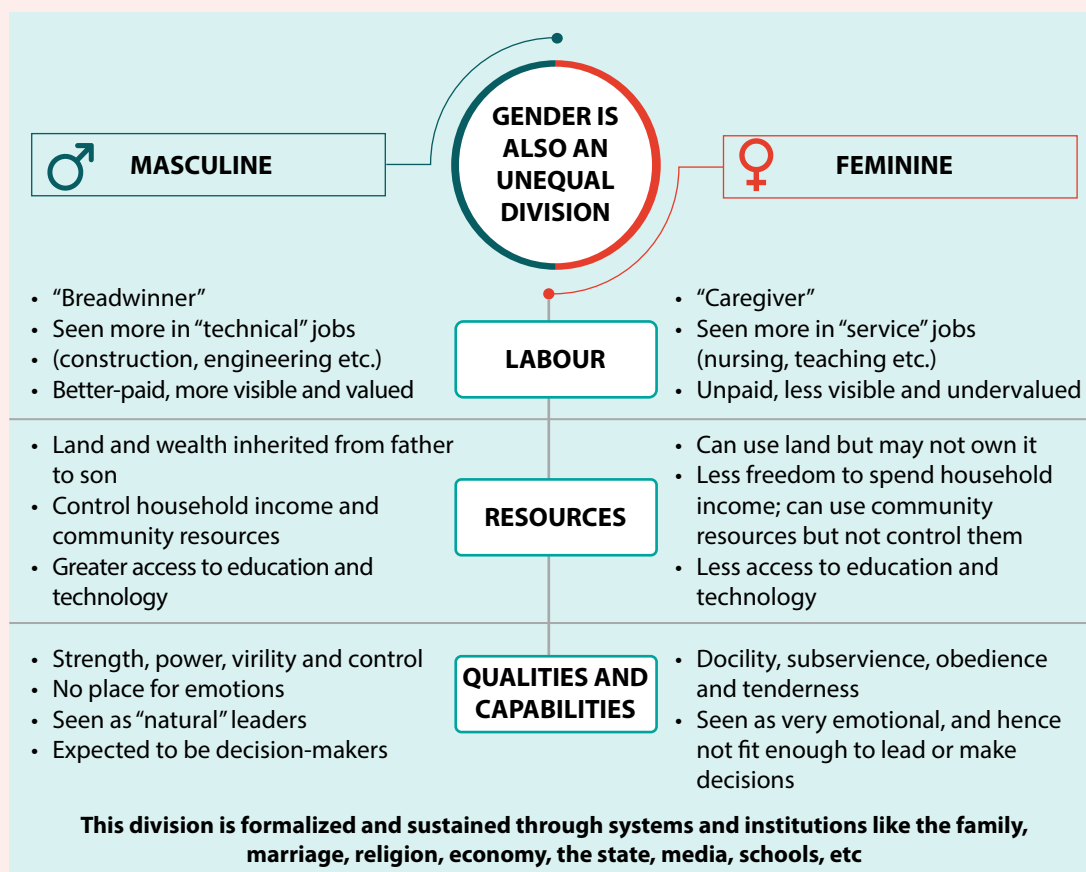 GENDER IS
ALSO AN
UNEQUAL
DIVISION
MASCULINE
FEMININE
• “Breadwinner”
• Seen more in “technical” jobs
• (construction, engineering etc.)
• Better-paid, more visible and valued
LABOUR
• “Caregiver”
• Seen more in “service” jobs
(nursing, teaching etc.)
• Unpaid, less visible and undervalued
• Land and wealth inherited from father
to son
• Control household income and
community resources
• Greater access to education and
technology
RESOURCES
• Can use land but may not own it
• Less freedom to spend household
income; can use community
resources but not control them
• Less access to education and
technology
• Strength, power, virility and control
• No place for emotions
• Seen as “natural” leaders
• Expected to be decision-makers
QUALITIES AND
CAPABILITIES
• Docility, subservience, obedience
and tenderness
• Seen as very emotional, and hence
not fit enough to lead or make
decisions
This division is formalized and sustained through systems and institutions like the family,
marriage, religion, economy, the state, media, schools, etc